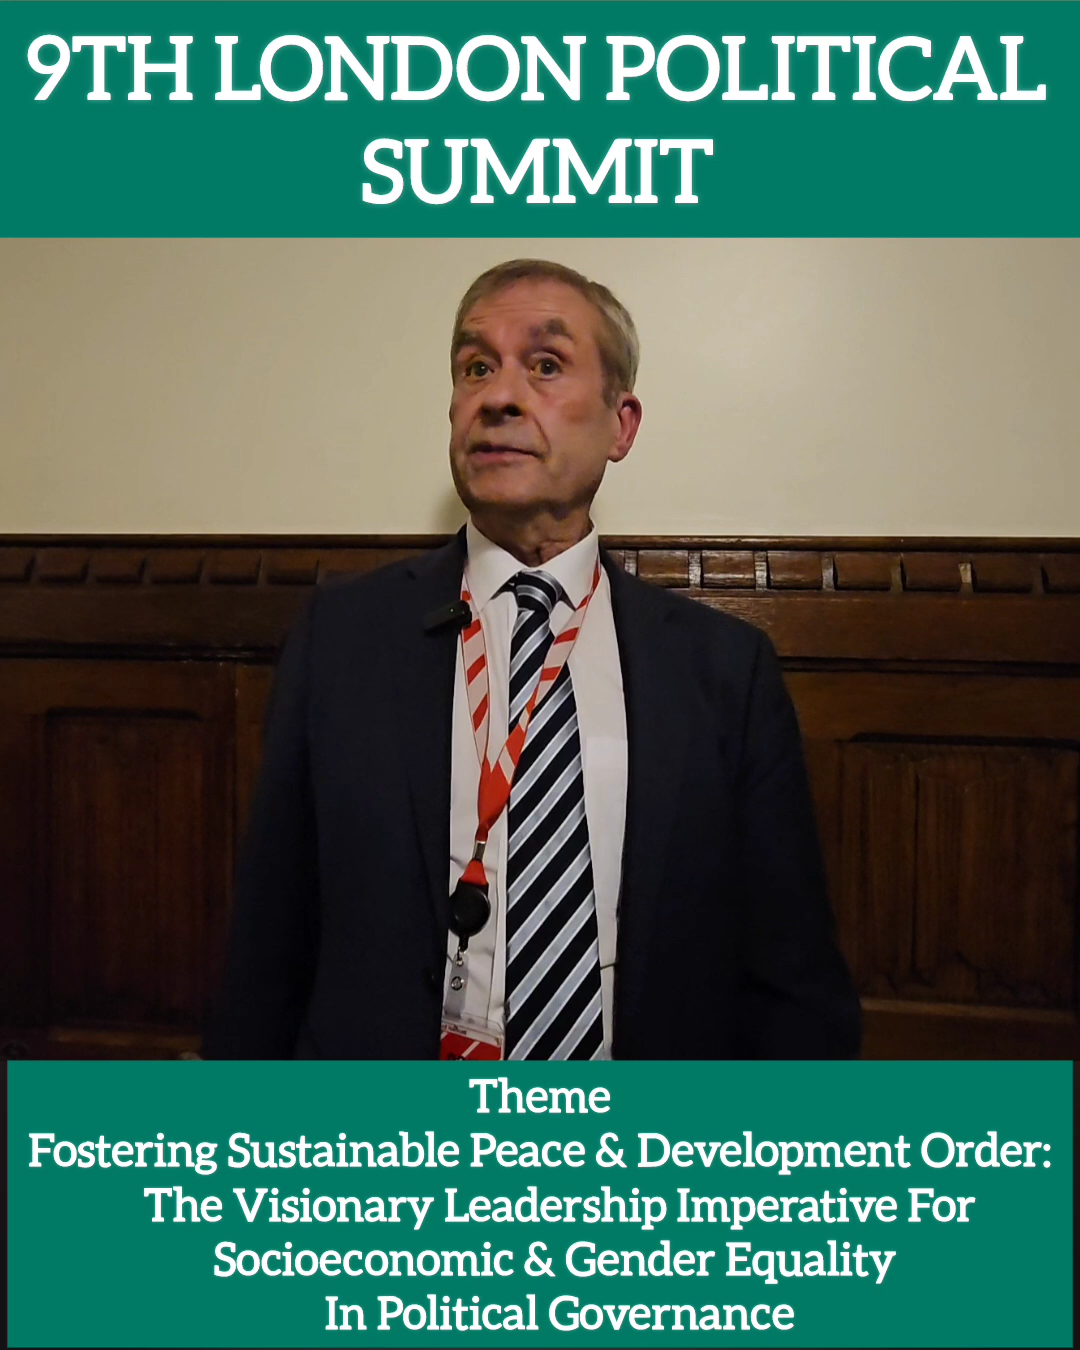 9TH LONDON POLITICAL
SUMMIT
Theme
Fostering Sustainable Peace & Development Order:
The Visionary Leadership Imperative For
Socioeconomic & Gender Equality
In Political Governance